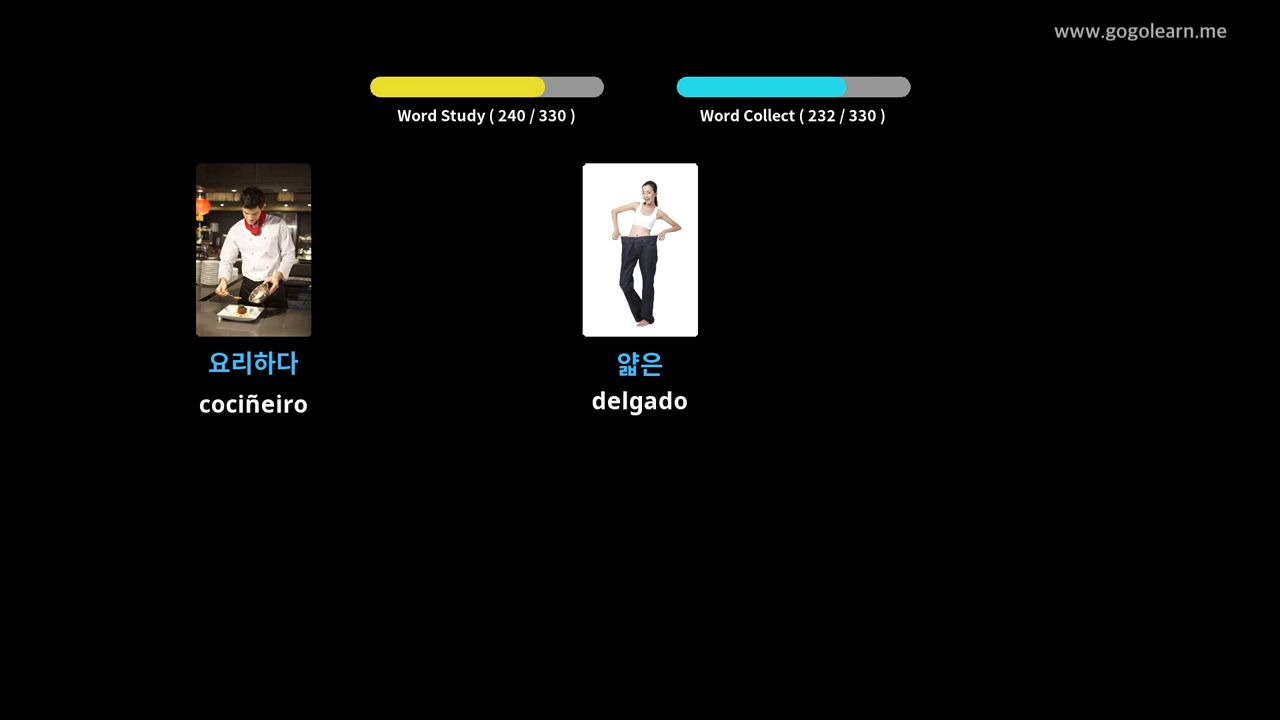 www.gogolearn.me
Word Study ( 240 / 330 )
Word Collect ( 232 / 330 )
요리하다
cociñeiro
얇은
delgado